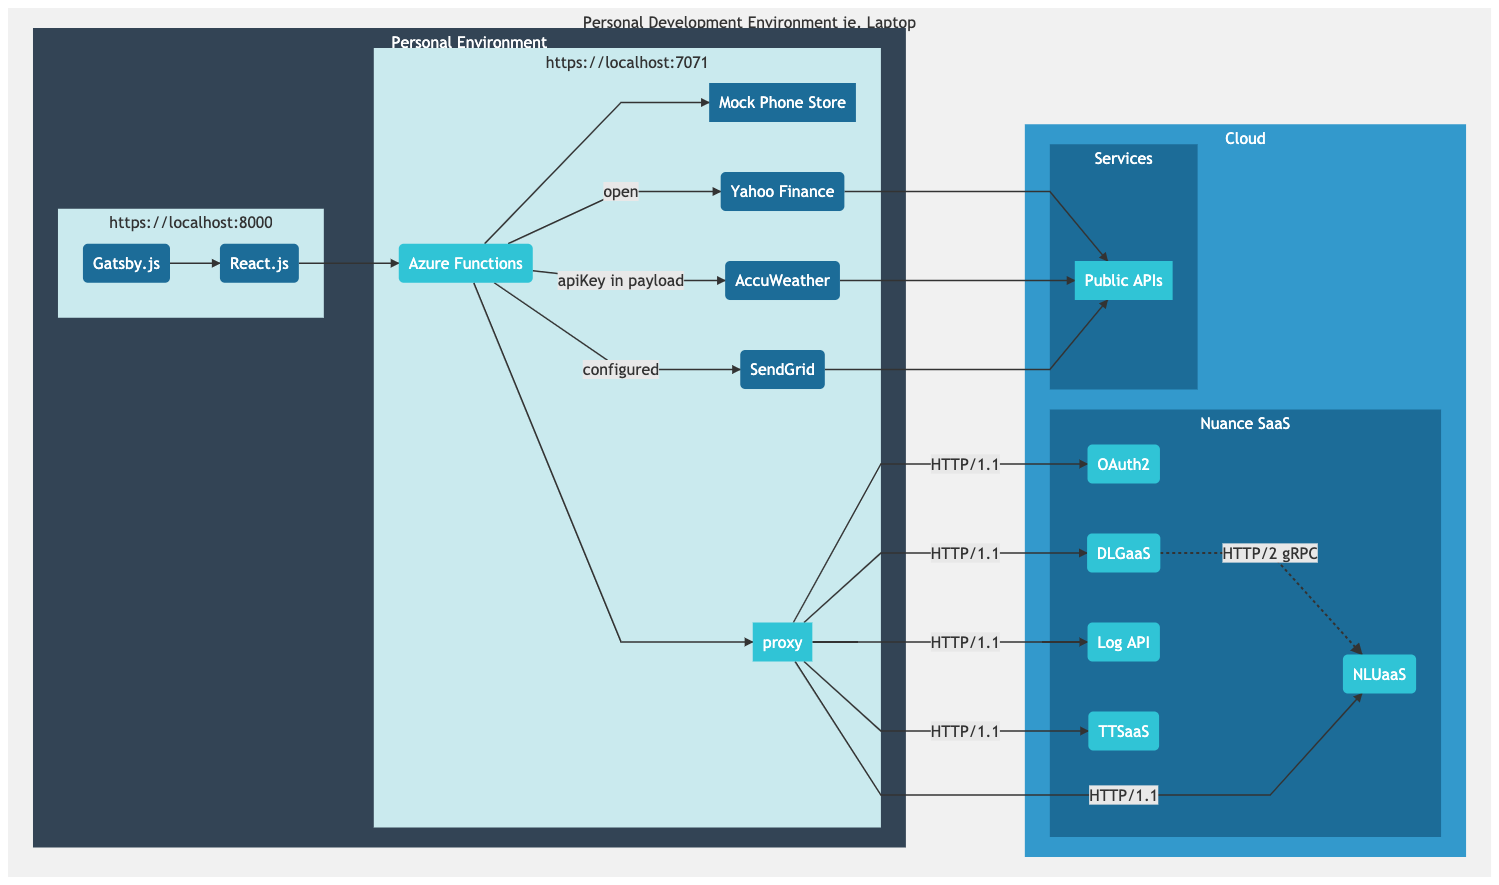 Personal Development Environment ie. Laptop
Personal Environment
https://localhost:7071
https://localhost:8000
Gatsby.js
React.js
Azure Functions
Mock Phone Store
open
Yahoo Finance
apiKey in payload
AccuWeather
configured
SendGrid
proxy
Cloud
Services
Public APIs
Nuance SaaS
HTTP/1.1
OAuth2
HTTP/1.1
DLGaaS
HTTP/2 gRPC
HTTP/1.1
Log API
NLUaaS
HTTP/1.1
TTSaaS
HTTP/1.1